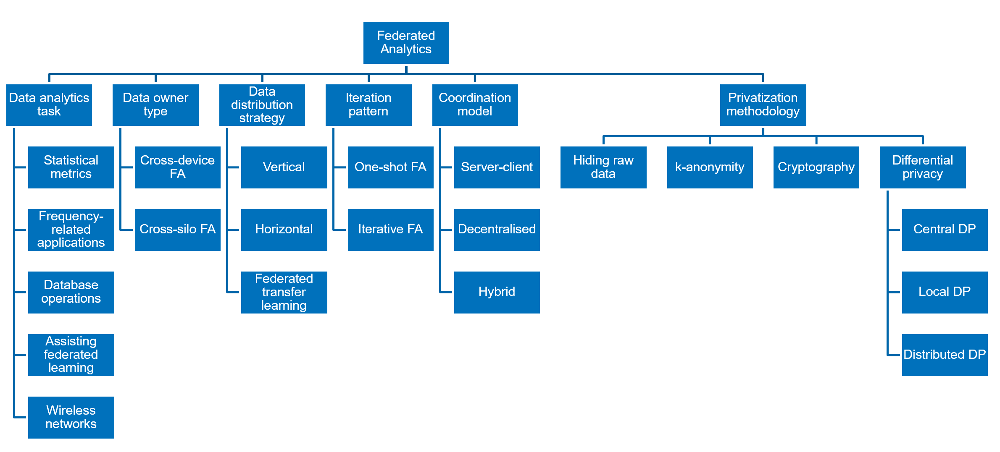 Federated
Analytics
Data analytics
task
Data owner
type
Data
distribution
strategy
Iteration
pattern
Coordination
model
Privatization
methodology
Statistical
metrics
Frequency-
related
applications
Database
operations
Assisting
federated
learning
Wireless
networks
Cross-device
FA
Cross-silo FA
Vertical
Horizontal
Federated
transfer
learning
One-shot FA
Iterative FA
Server-client
Decentralised
Hybrid
Hiding raw
data
k-anonymity
Cryptography
Differential
privacy
Central DP
Local DP
Distributed DP